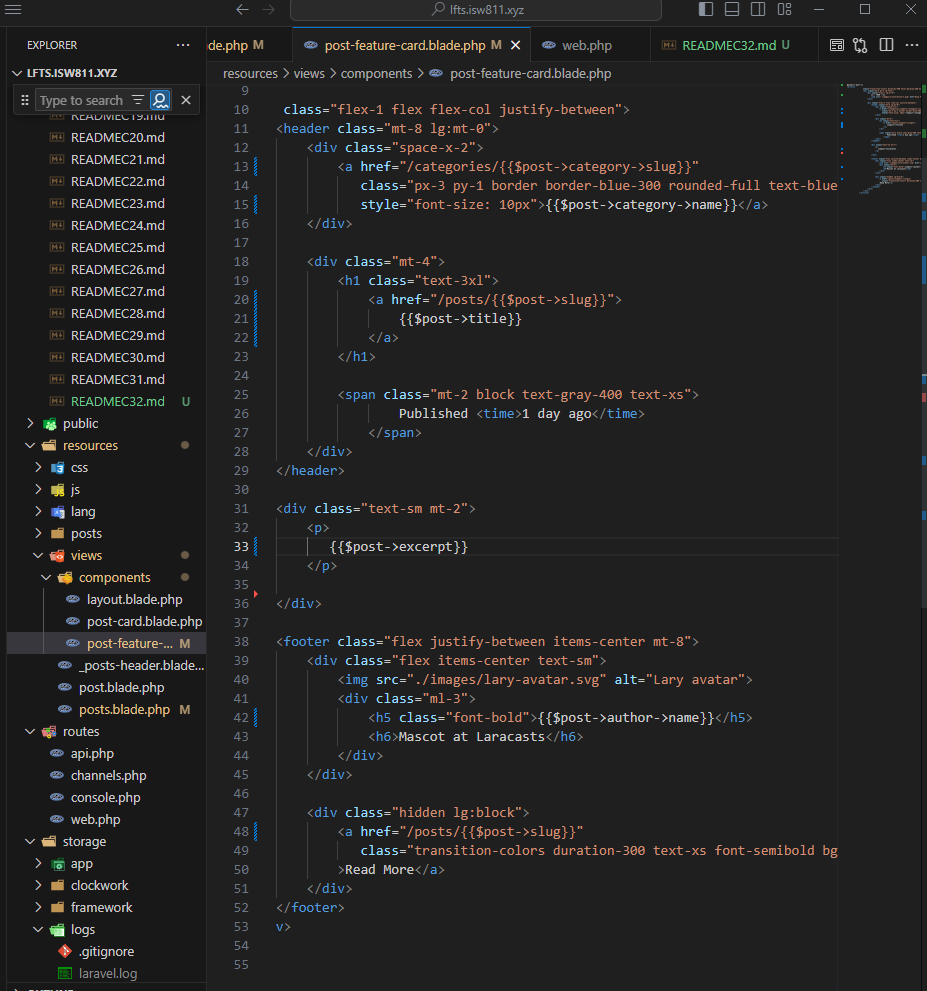 lfts.isw811.xyz
EXPLORER
de.php M
post-feature-card.blade.php M
web.php
READMEC32.md U
LFTS.ISW811.XYZ
resources > views > components > post-feature-card.blade.php
Type to search
READMEC19.md
READMEC20.md
READMEC21.md
READMEC22.md
READMEC23.md
READMEC24.md
READMEC25.md
READMEC26.md
READMEC27.md
READMEC28.md
READMEC29.md
READMEC30.md
READMEC31.md
READMEC32.md U
public
resources
css
js
lang
posts
views
components
layout.blade.php
post-card.blade.php
post-feature-... M
_posts-header.blade...
post.blade.php
posts.blade.php M
routes
api.php
channels.php
console.php
web.php
storage
app
clockwork
framework
logs
.gitignore
laravel.log
OUTLINE
9
10 class="flex-1 flex flex-col justify-between">
11 <header class="mt-8 lg:mt-0">
12 <div class="space-x-2">
13 <a href="/categories/{{$post->category->slug}}"
14 class="px-3 py-1 border border-blue-300 rounded-full text-blue
15 style="font-size: 10px">{{$post->category->name}}</a>
16 </div>
17
18 <div class="mt-4">
19 <h1 class="text-3xl">
20 <a href="/posts/{{$post->slug}}">
21 {{$post->title}}
22 </a>
23 </h1>
24
25 <span class="mt-2 block text-gray-400 text-xs">
26 Published <time>1 day ago</time>
27 </span>
28 </div>
29 </header>
30
31 <div class="text-sm mt-2">
32 <p>
33 {{$post->excerpt}}
34 </p>
35
36 </div>
37
38 <footer class="flex justify-between items-center mt-8">
39 <div class="flex items-center text-sm">
40 <img src="./images/lary-avatar.svg" alt="Lary avatar">
41 <div class="ml-3">
42 <h5 class="font-bold">{{$post->author->name}}</h5>
43 <h6>Mascot at Laracasts</h6>
44 </div>
45 </div>
46
47 <div class="hidden lg:block">
48 <a href="/posts/{{$post->slug}}"
49 class="transition-colors duration-300 text-xs font-semibold bg
50 >Read More</a>
51 </div>
52 </footer>
53 v>
54
55